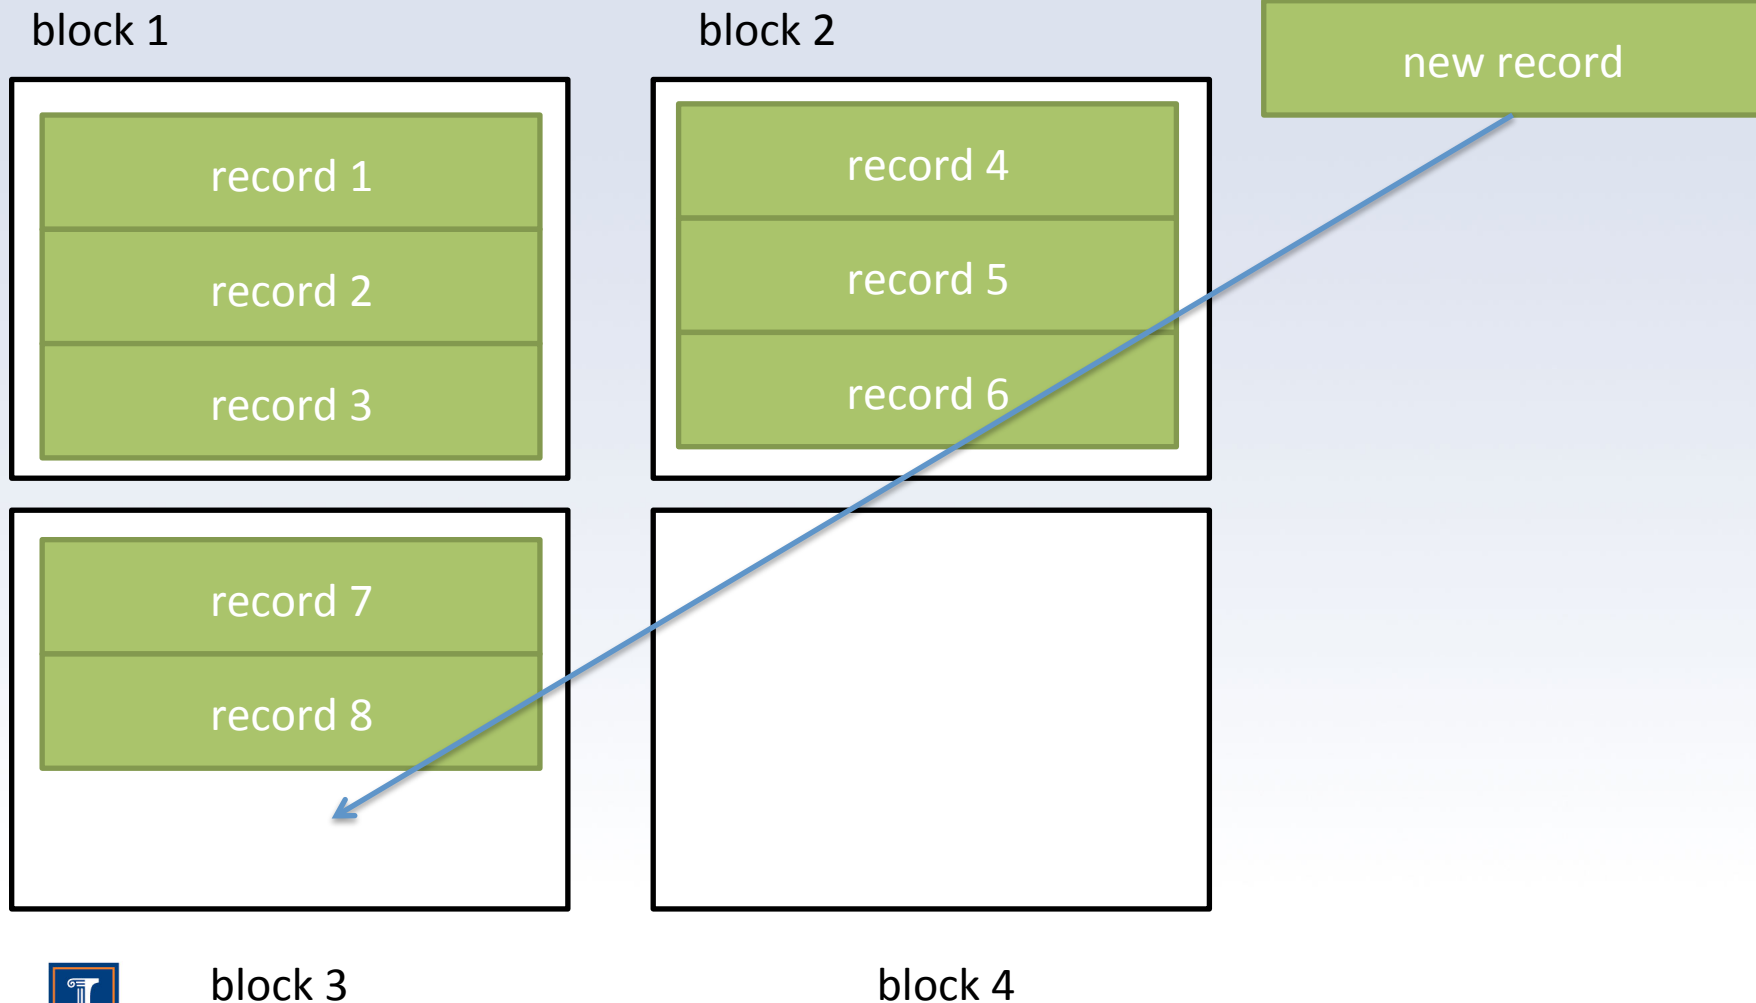 block 1
block 2
new record
record 1
record 2
record 3
record 4
record 5
record 6
record 7
record 8
block 3
block 4